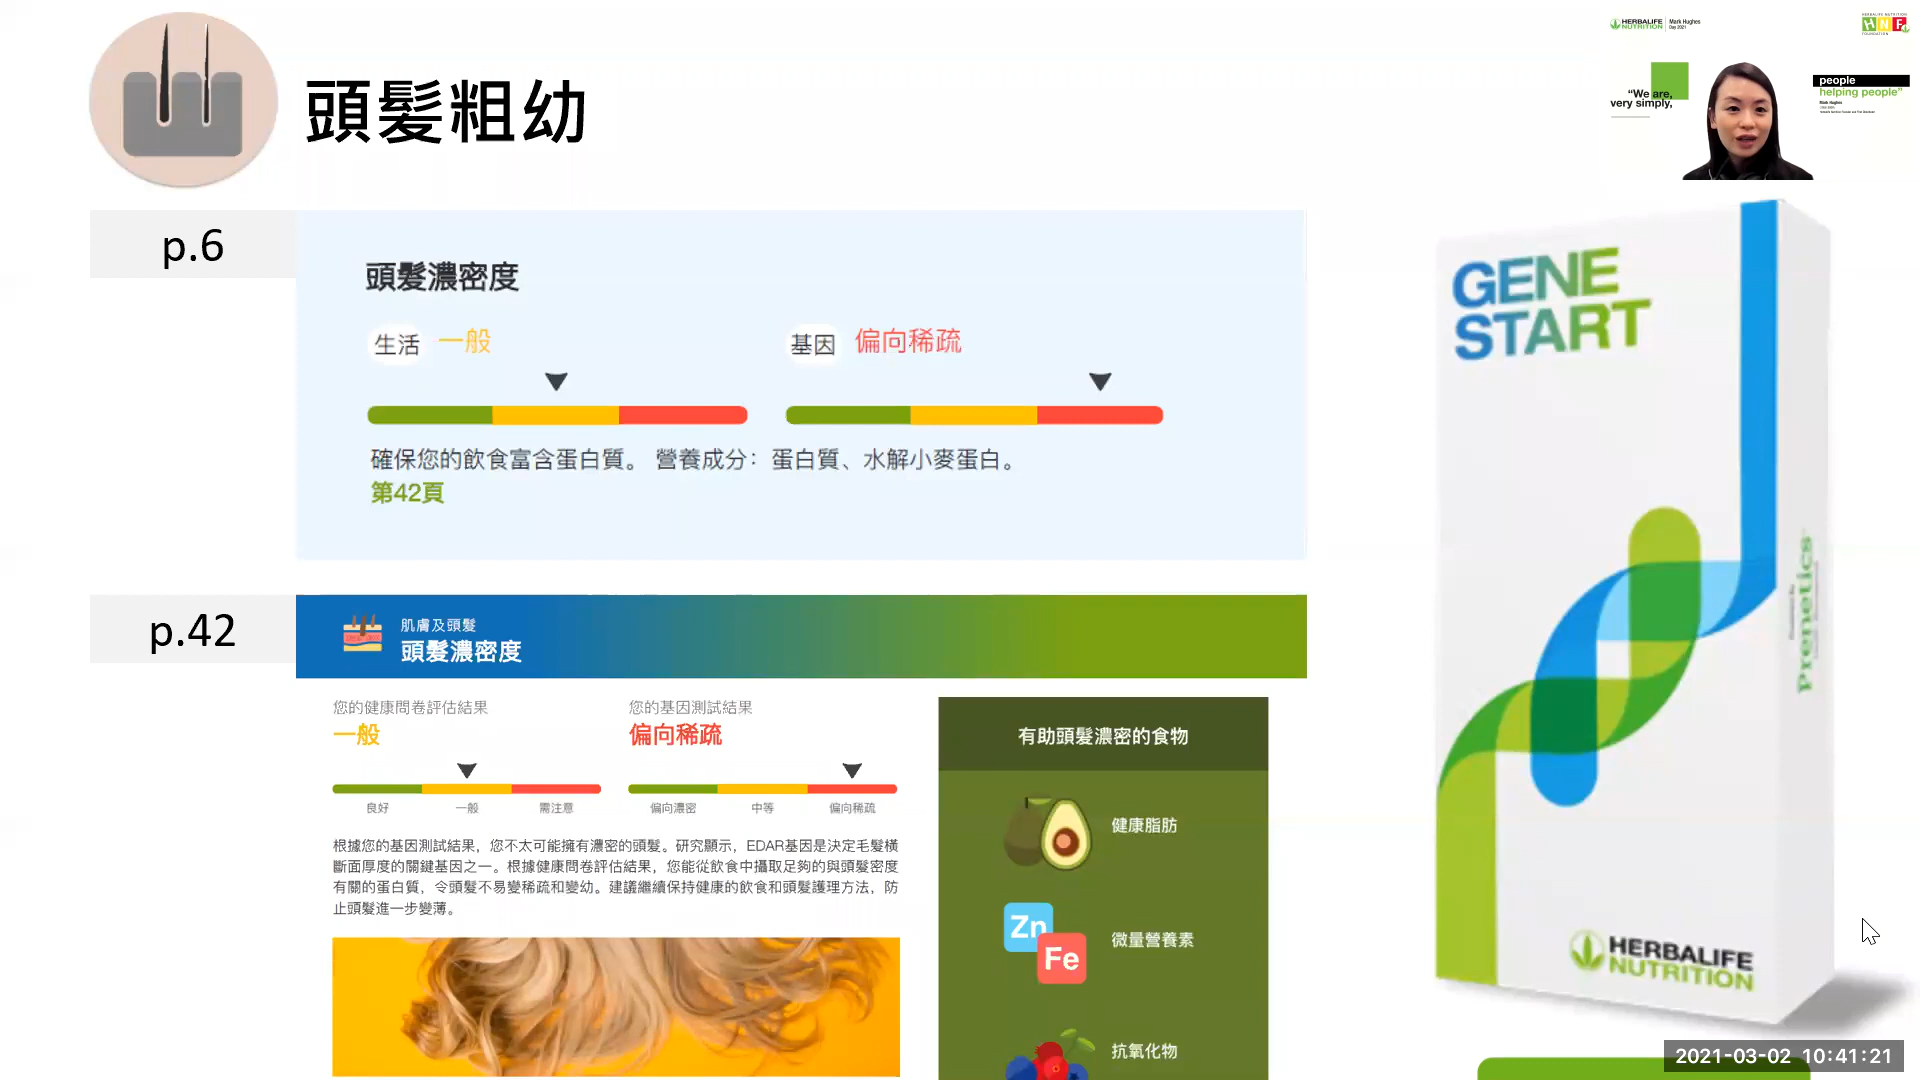 頭髪粗幼
HERBALIFE NUTRITION
Mark Hughes Day 2021
HERBALIFE NUTRITION
HNF
FOUNDATION
"We are,
very simply,
people
helping people"
Mark Hughes
p.6
頭髮濃密度
生活 一般
基因 偏向稀疏
確保您的飲食富含蛋白質。 營養成分：蛋白質、水解小麥蛋白。
第42頁
p.42
肌膚及頭髮
頭髮濃密度
您的健康問卷評估結果
一般
良好 一般 需注意
您的基因測試結果
偏向稀疏
偏向濃密 中等 偏向稀疏
根據您的基因測試結果，您不太可能擁有濃密的頭髮。研究顯示，EDAR基因是決定毛髮橫
斷面厚度的關鍵基因之一。根據健康問卷評估結果，您能從飲食中攝取足夠的與頭髮密度
有關的蛋白質，令頭髮不易變稀疏和變幼。建議繼續保持健康的飲食和頭髮護理方法，防
止頭髮進一步變薄。
有助頭髮濃密的食物
健康脂肪
Zn
Fe
微量營養素
抗氧化物
GENE
START
Prenetics
HERBALIFE
NUTRITION
2021-03-02 10:41:21